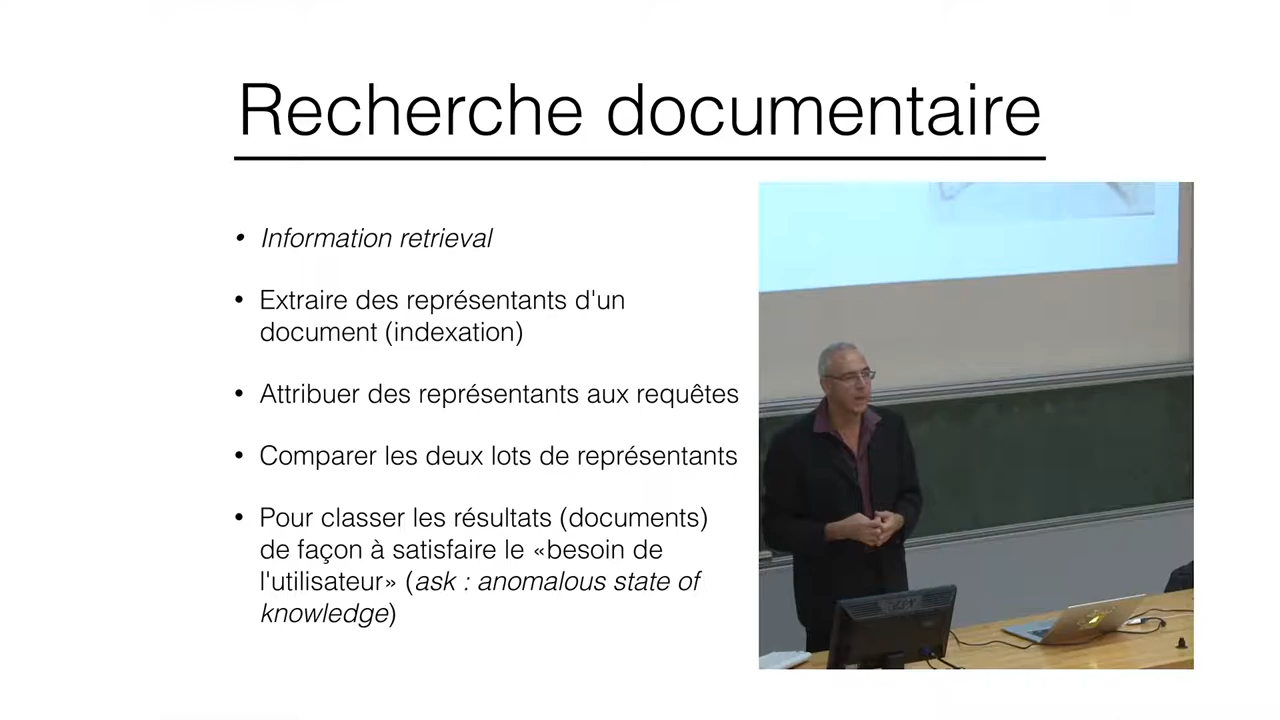 Recherche documentaire
• Information retrieval
• Extraire des représentants d'un
document (indexation)
• Attribuer des représentants aux requêtes
• Comparer les deux lots de représentants
• Pour classer les résultats (documents)
de façon à satisfaire le «besoin de
l'utilisateur» (ask : anomalous state of
knowledge)